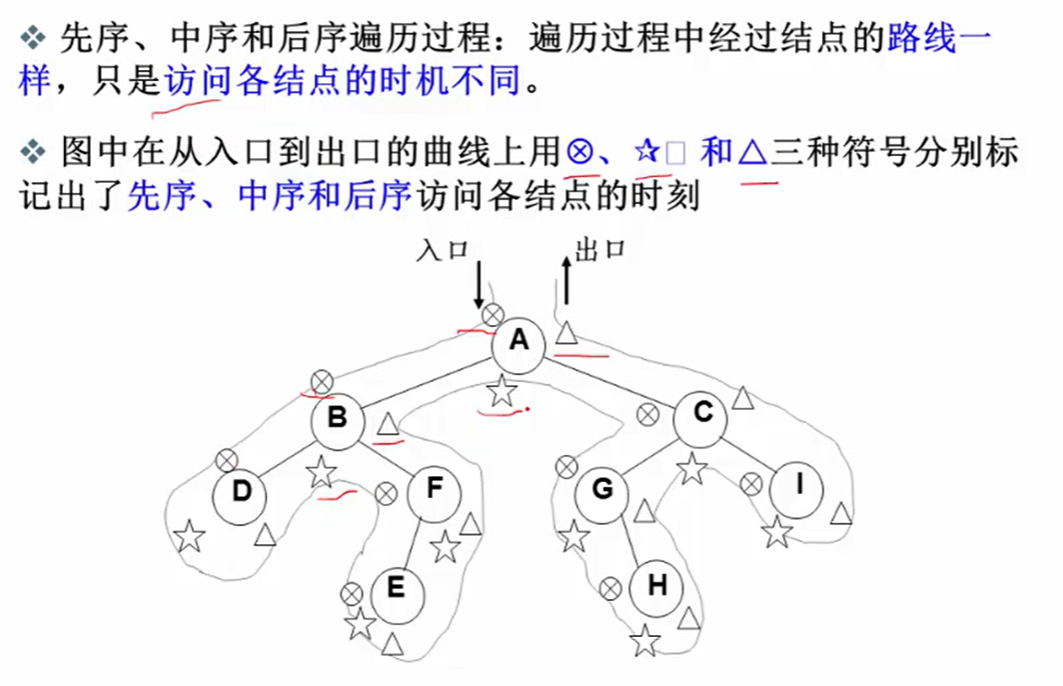 ❖ 先序、中序和后序遍历过程：遍历过程中经过结点的路线一
样，只是访问各结点的时机不同。
❖ 图中在从入口到出口的曲线上用⊗、☆□ 和△三种符号分别标
记出了先序、中序和后序访问各结点的时刻
入口 出口
A
B C
D F G I
E H